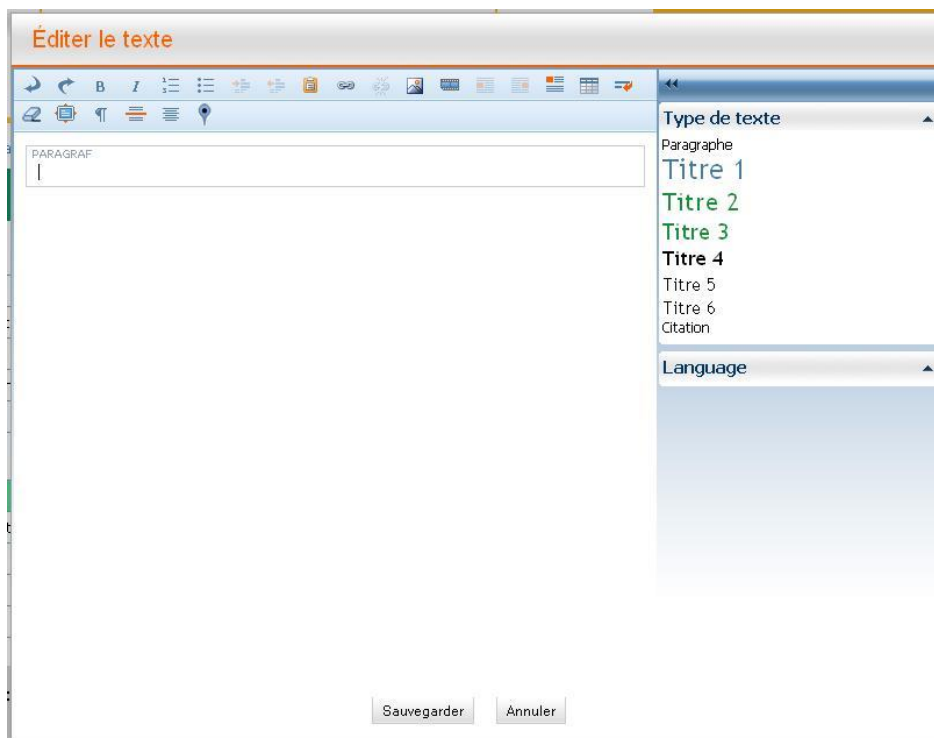 Éditer le texte
B I
Type de texte
PARAGRAF
Paragraphe
Titre 1
Titre 2
Titre 3
Titre 4
Titre 5
Titre 6
Citation
Language
Sauvegarder Annuler